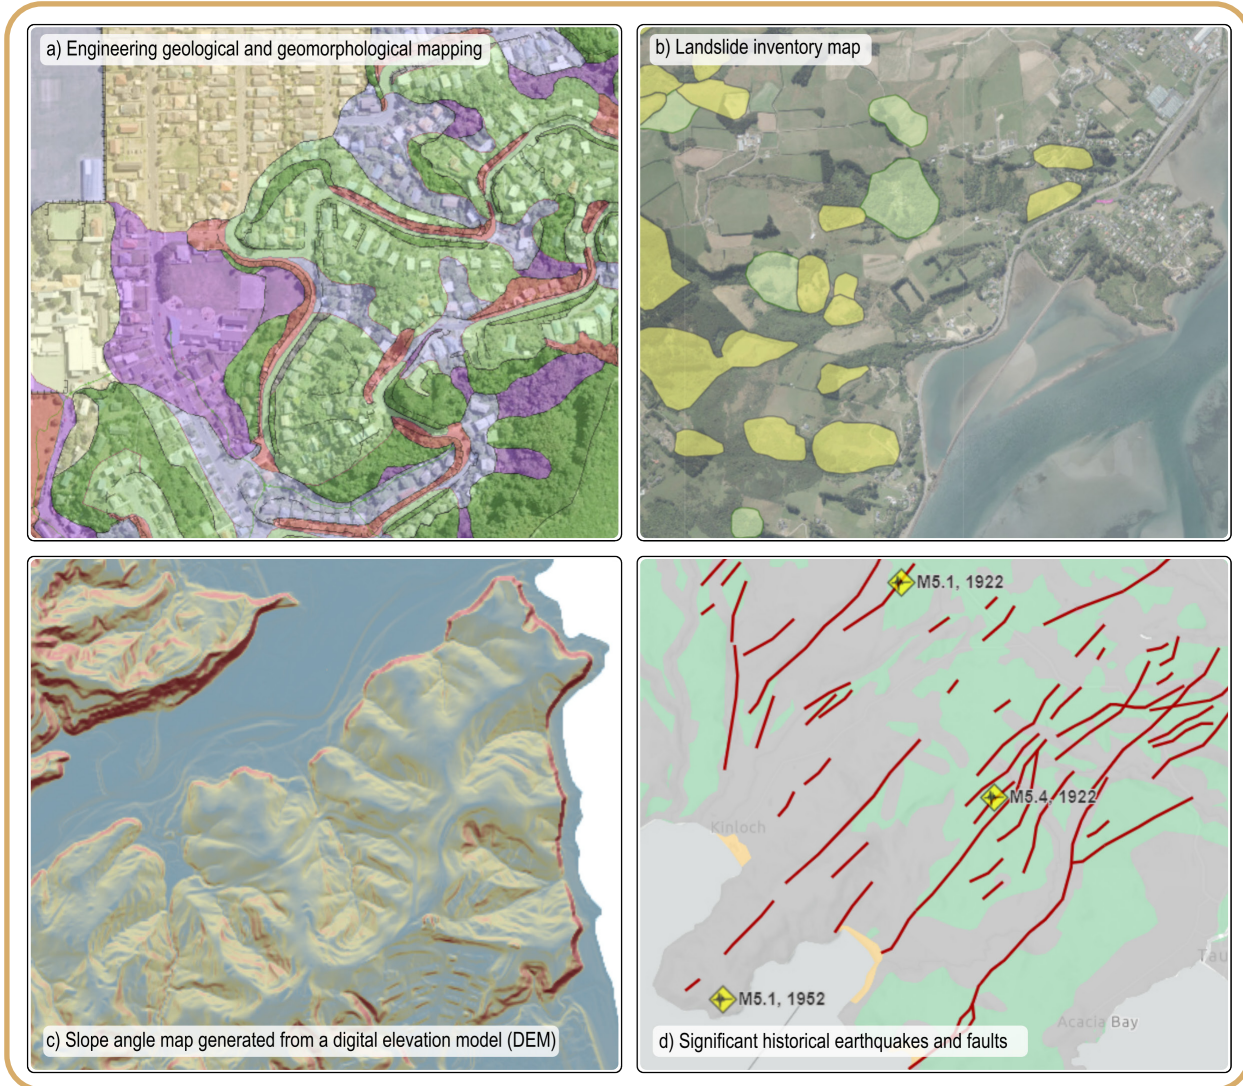 a) Engineering geological and geomorphological mapping
b) Landslide inventory map
M5.1, 1922
M5.4, 1922
Kinloch
Tau
M5.1, 1952
Acacia Bay
c) Slope angle map generated from a digital elevation model (DEM)
d) Significant historical earthquakes and faults